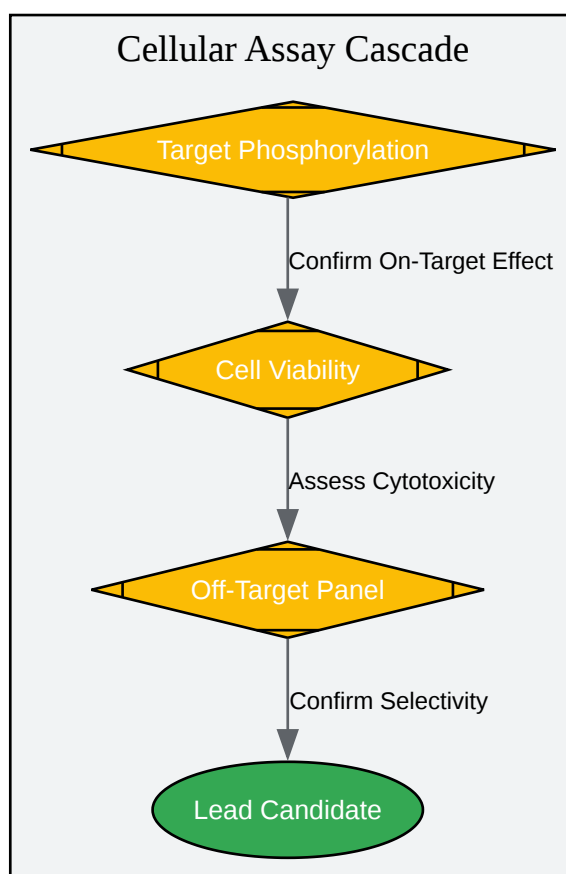 Cellular Assay Cascade
Target Phosphorylation
Confirm On-Target Effect
Cell Viability
Assess Cytotoxicity
Off-Target Panel
Confirm Selectivity
Lead Candidate